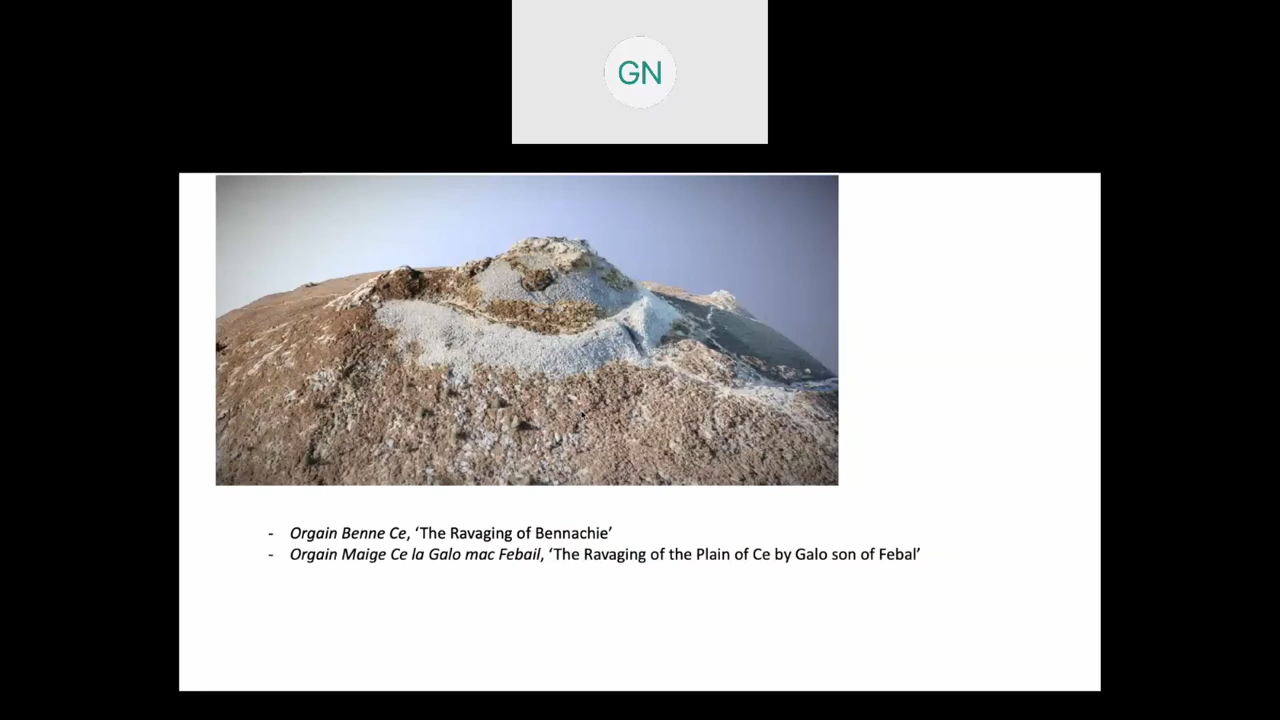 GN
- Orgain Benne Ce, ‘The Ravaging of Bennachie’
- Orgain Maige Ce la Galo mac Febail, ‘The Ravaging of the Plain of Ce by Galo son of Febal’